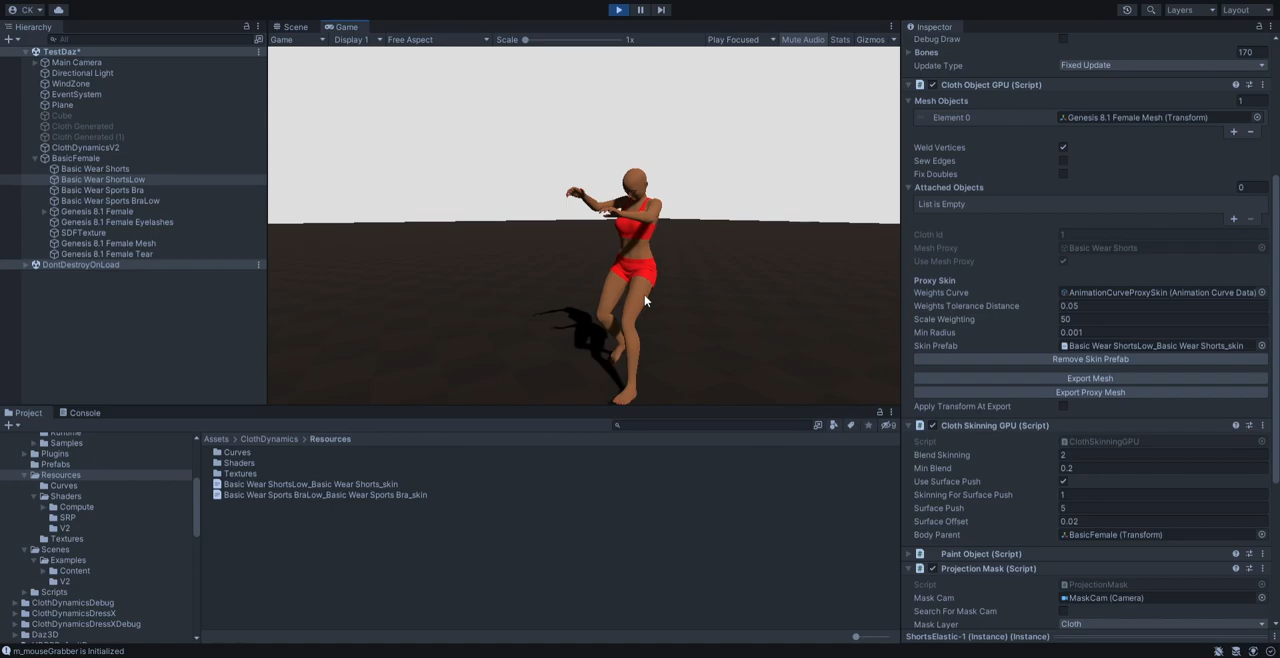 CK
Layers
Layout
Hierarchy
All
TestDaz*
Main Camera
Directional Light
WindZone
EventSystem
Plane
Cube
Cloth Generated
Cloth Generated (1)
ClothDynamicsV2
BasicFemale
Basic Wear Shorts
Basic Wear ShortsLow
Basic Wear Sports Bra
Basic Wear Sports BraLow
Genesis 8.1 Female
Genesis 8.1 Female Eyelashes
SDFTexture
Genesis 8.1 Female Mesh
Genesis 8.1 Female Tear
DontDestroyOnLoad
Scene Game
Game Display 1 Free Aspect Scale 1x Play Focused Mute Audio Stats Gizmos
Inspector
Debug Draw
Bones 170
Update Type Fixed Update
Cloth Object GPU (Script)
Mesh Objects 1
Element 0 Genesis 8.1 Female Mesh (Transform)
Weld Vertices
Sew Edges
Fix Doubles
Attached Objects 0
List is Empty
Cloth Id 1
Mesh Proxy Basic Wear Shorts
Use Mesh Proxy
Proxy Skin
Weights Curve AnimationCurveProxySkin (Animation Curve Data)
Weights Tolerance Distance 0.05
Scale Weighting 50
Min Radius 0.001
Skin Prefab Basic Wear ShortsLow_Basic Wear Shorts_skin
Remove Skin Prefab
Export Mesh
Export Proxy Mesh
Apply Transform At Export
Cloth Skinning GPU (Script)
Script ClothSkinningGPU
Blend Skinning 2
Min Blend 0.2
Use Surface Push
Skinning For Surface Push 1
Surface Push 5
Surface Offset 0.02
Body Parent BasicFemale (Transform)
Paint Object (Script)
Projection Mask (Script)
Script ProjectionMask
Mask Cam MaskCam (Camera)
Search For Mask Cam
Mask Layer Cloth
ShortsElastic-1 (Instance) (Instance)
Project Console
9
Runtime
Samples
Plugins
Prefabs
Resources
Curves
Shaders
Compute
SRP
V2
Textures
Scenes
Examples
Content
V2
Scripts
ClothDynamicsDebug
ClothDynamicsDressX
ClothDynamicsDressXDebug
Daz3D
Assets > ClothDynamics > Resources
Curves
Shaders
Textures
Basic Wear ShortsLow_Basic Wear Shorts_skin
Basic Wear Sports BraLow_Basic Wear Sports Bra_skin
m_mouseGrabber is Initialized